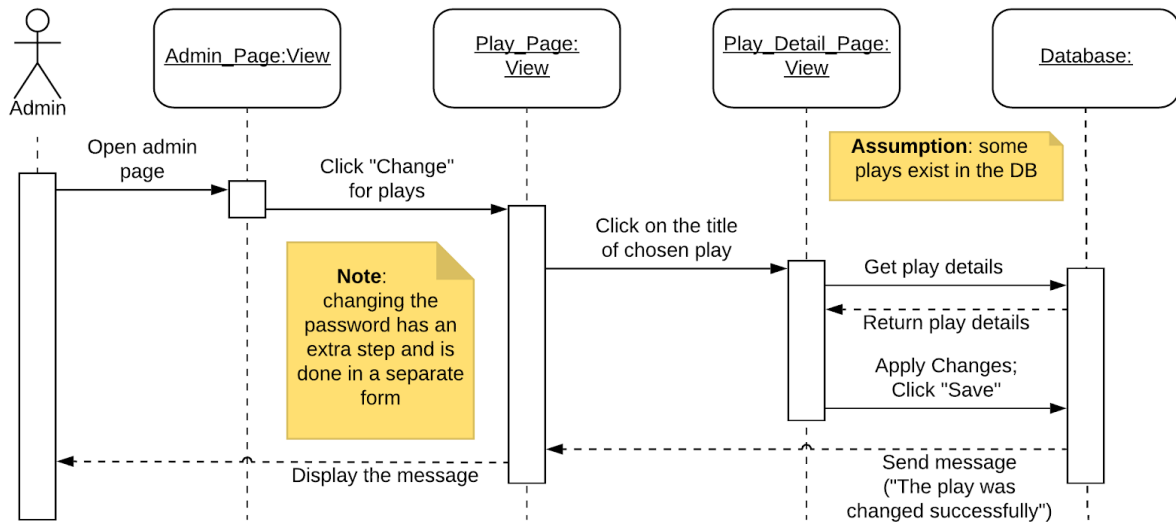 Admin
Admin_Page:View
Play_Page:
View
Play_Detail_Page:
View
Database:
Assumption: some
plays exist in the DB
Open admin
page
Click "Change"
for plays
Click on the title
of chosen play
Get play details
Note:
changing the
password has an
extra step and is
done in a separate
form
Return play details
Apply Changes;
Click "Save"
Display the message
Send message
("The play was
changed successfully")